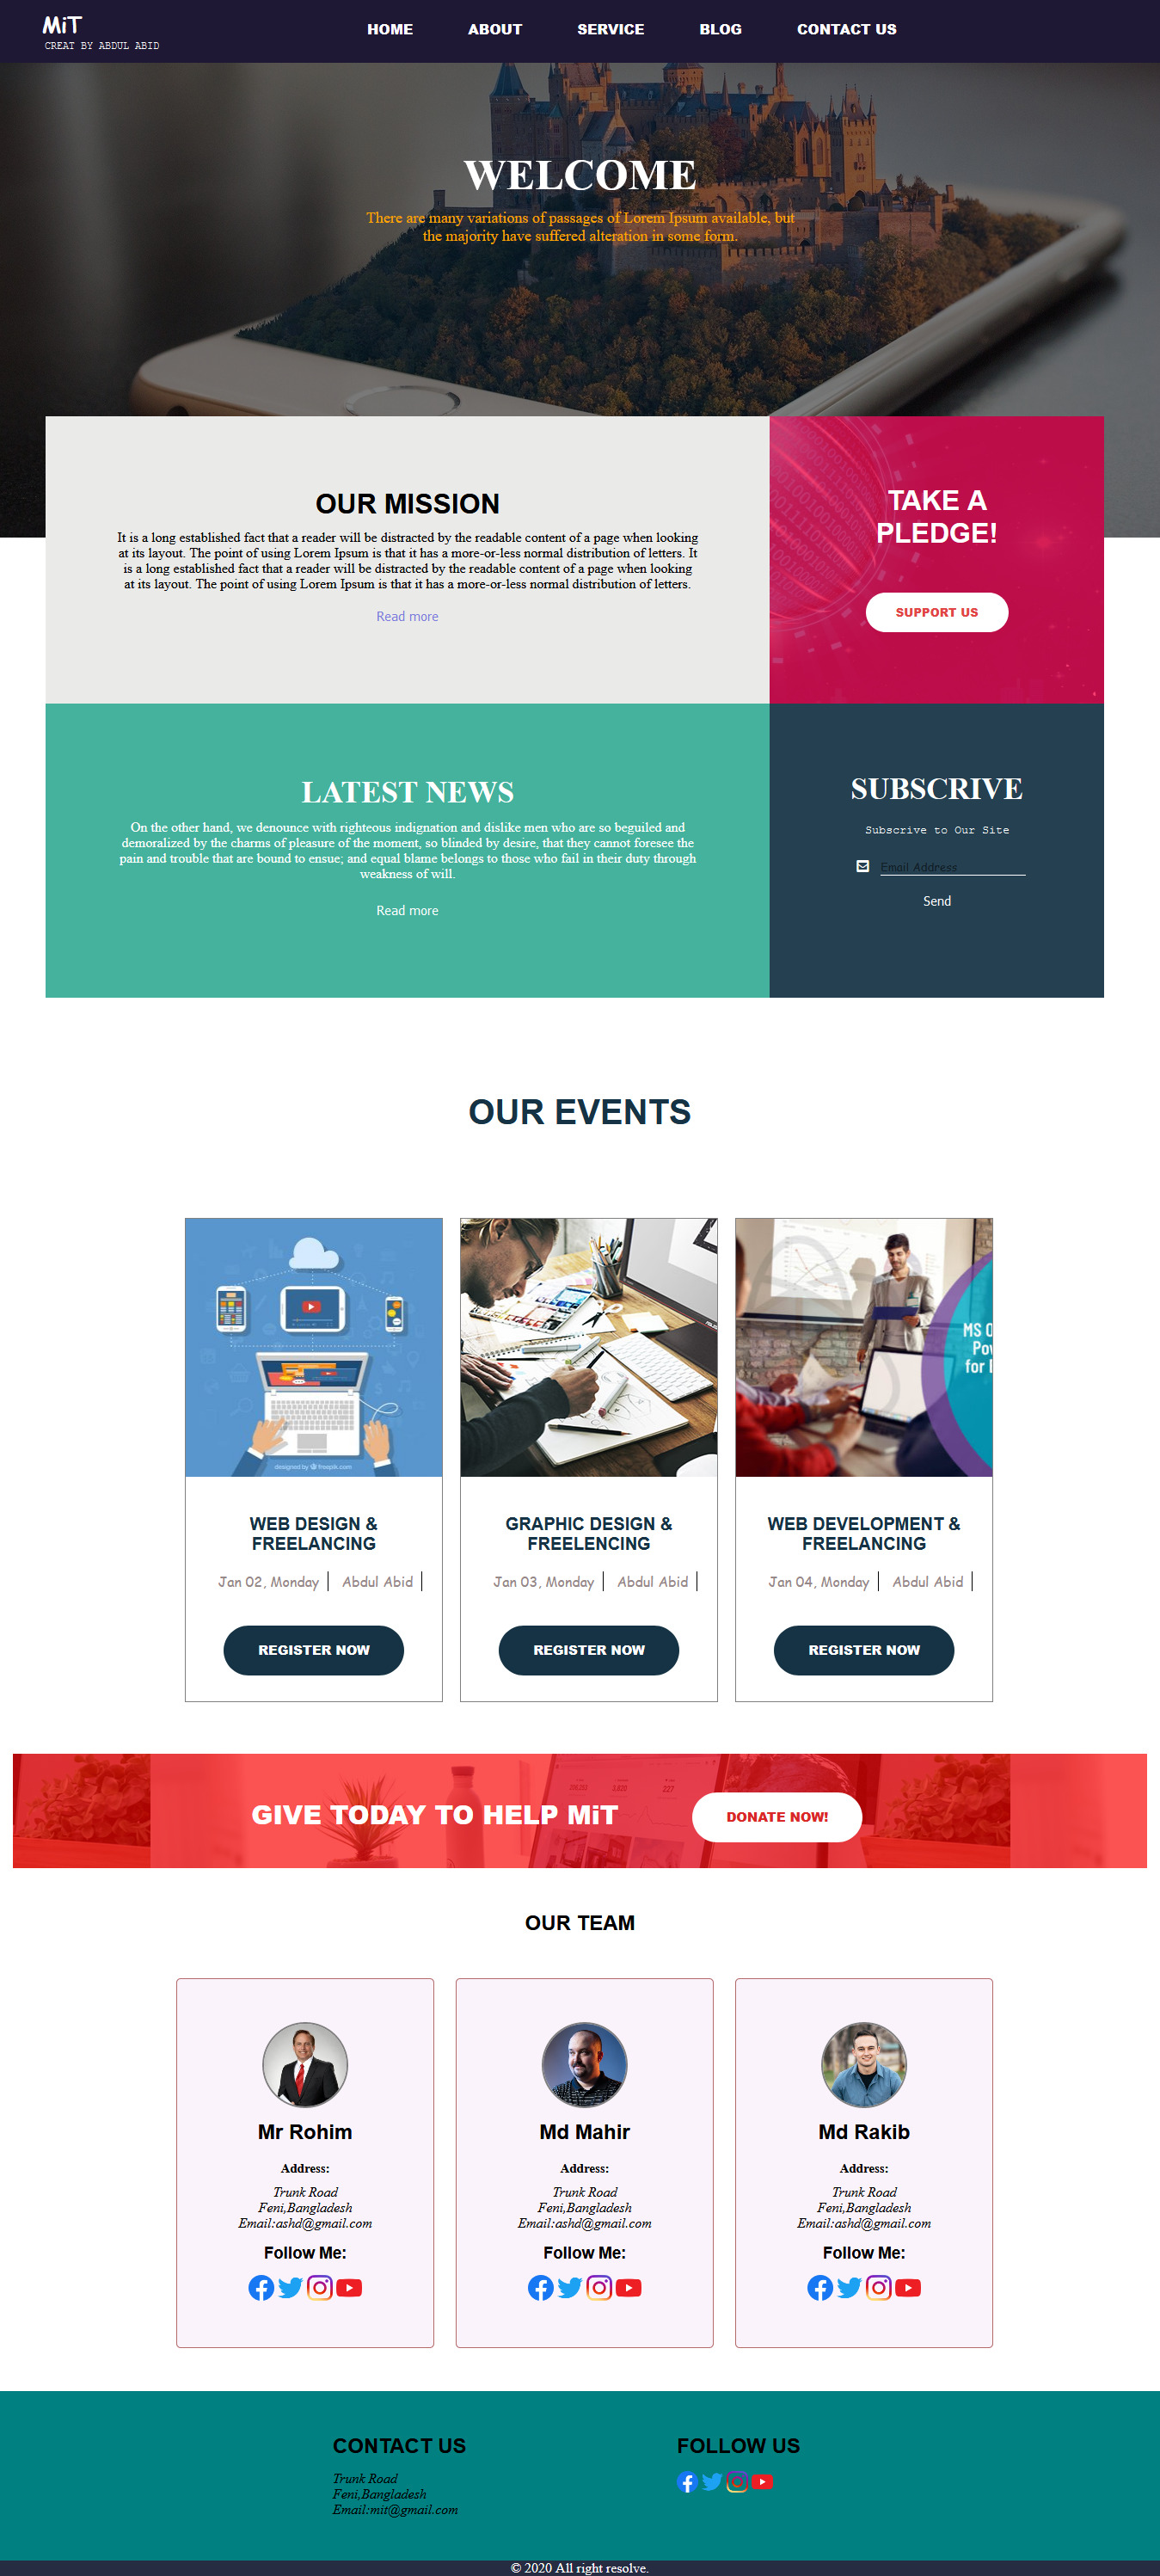 MiT
CREAT BY ABDUL ABID
HOME
ABOUT
SERVICE
BLOG
CONTACT US
WELCOME
There are many variations of passages of Lorem Ipsum available, but
the majority have suffered alteration in some form.
OUR MISSION
It is a long established fact that a reader will be distracted by the readable content of a page when looking
at its layout. The point of using Lorem Ipsum is that it has a more-or-less normal distribution of letters. It
is a long established fact that a reader will be distracted by the readable content of a page when looking
at its layout. The point of using Lorem Ipsum is that it has a more-or-less normal distribution of letters.
Read more
TAKE A
PLEDGE!
SUPPORT US
LATEST NEWS
On the other hand, we denounce with righteous indignation and dislike men who are so beguiled and
demoralized by the charms of pleasure of the moment, so blinded by desire, that they cannot foresee the
pain and trouble that are bound to ensue; and equal blame belongs to those who fail in their duty through
weakness of will.
Read more
SUBSCRIVE
Subscrive to Our Site
Email Address
Send
OUR EVENTS
designed by freepik.com
MS O
Pov
for I
WEB DESIGN &
FREELANCING
Jan 02, Monday
Abdul Abid
REGISTER NOW
GRAPHIC DESIGN &
FREELENCING
Jan 03, Monday
Abdul Abid
REGISTER NOW
WEB DEVELOPMENT &
FREELANCING
Jan 04, Monday
Abdul Abid
REGISTER NOW
GIVE TODAY TO HELP MiT
DONATE NOW!
OUR TEAM
Mr Rohim
Address:
Trunk Road
Feni,Bangladesh
Email:ashd@gmail.com
Follow Me:
Md Mahir
Address:
Trunk Road
Feni,Bangladesh
Email:ashd@gmail.com
Follow Me:
Md Rakib
Address:
Trunk Road
Feni,Bangladesh
Email:ashd@gmail.com
Follow Me:
CONTACT US
Trunk Road
Feni,Bangladesh
Email:mit@gmail.com
FOLLOW US
© 2020 All right resolve.